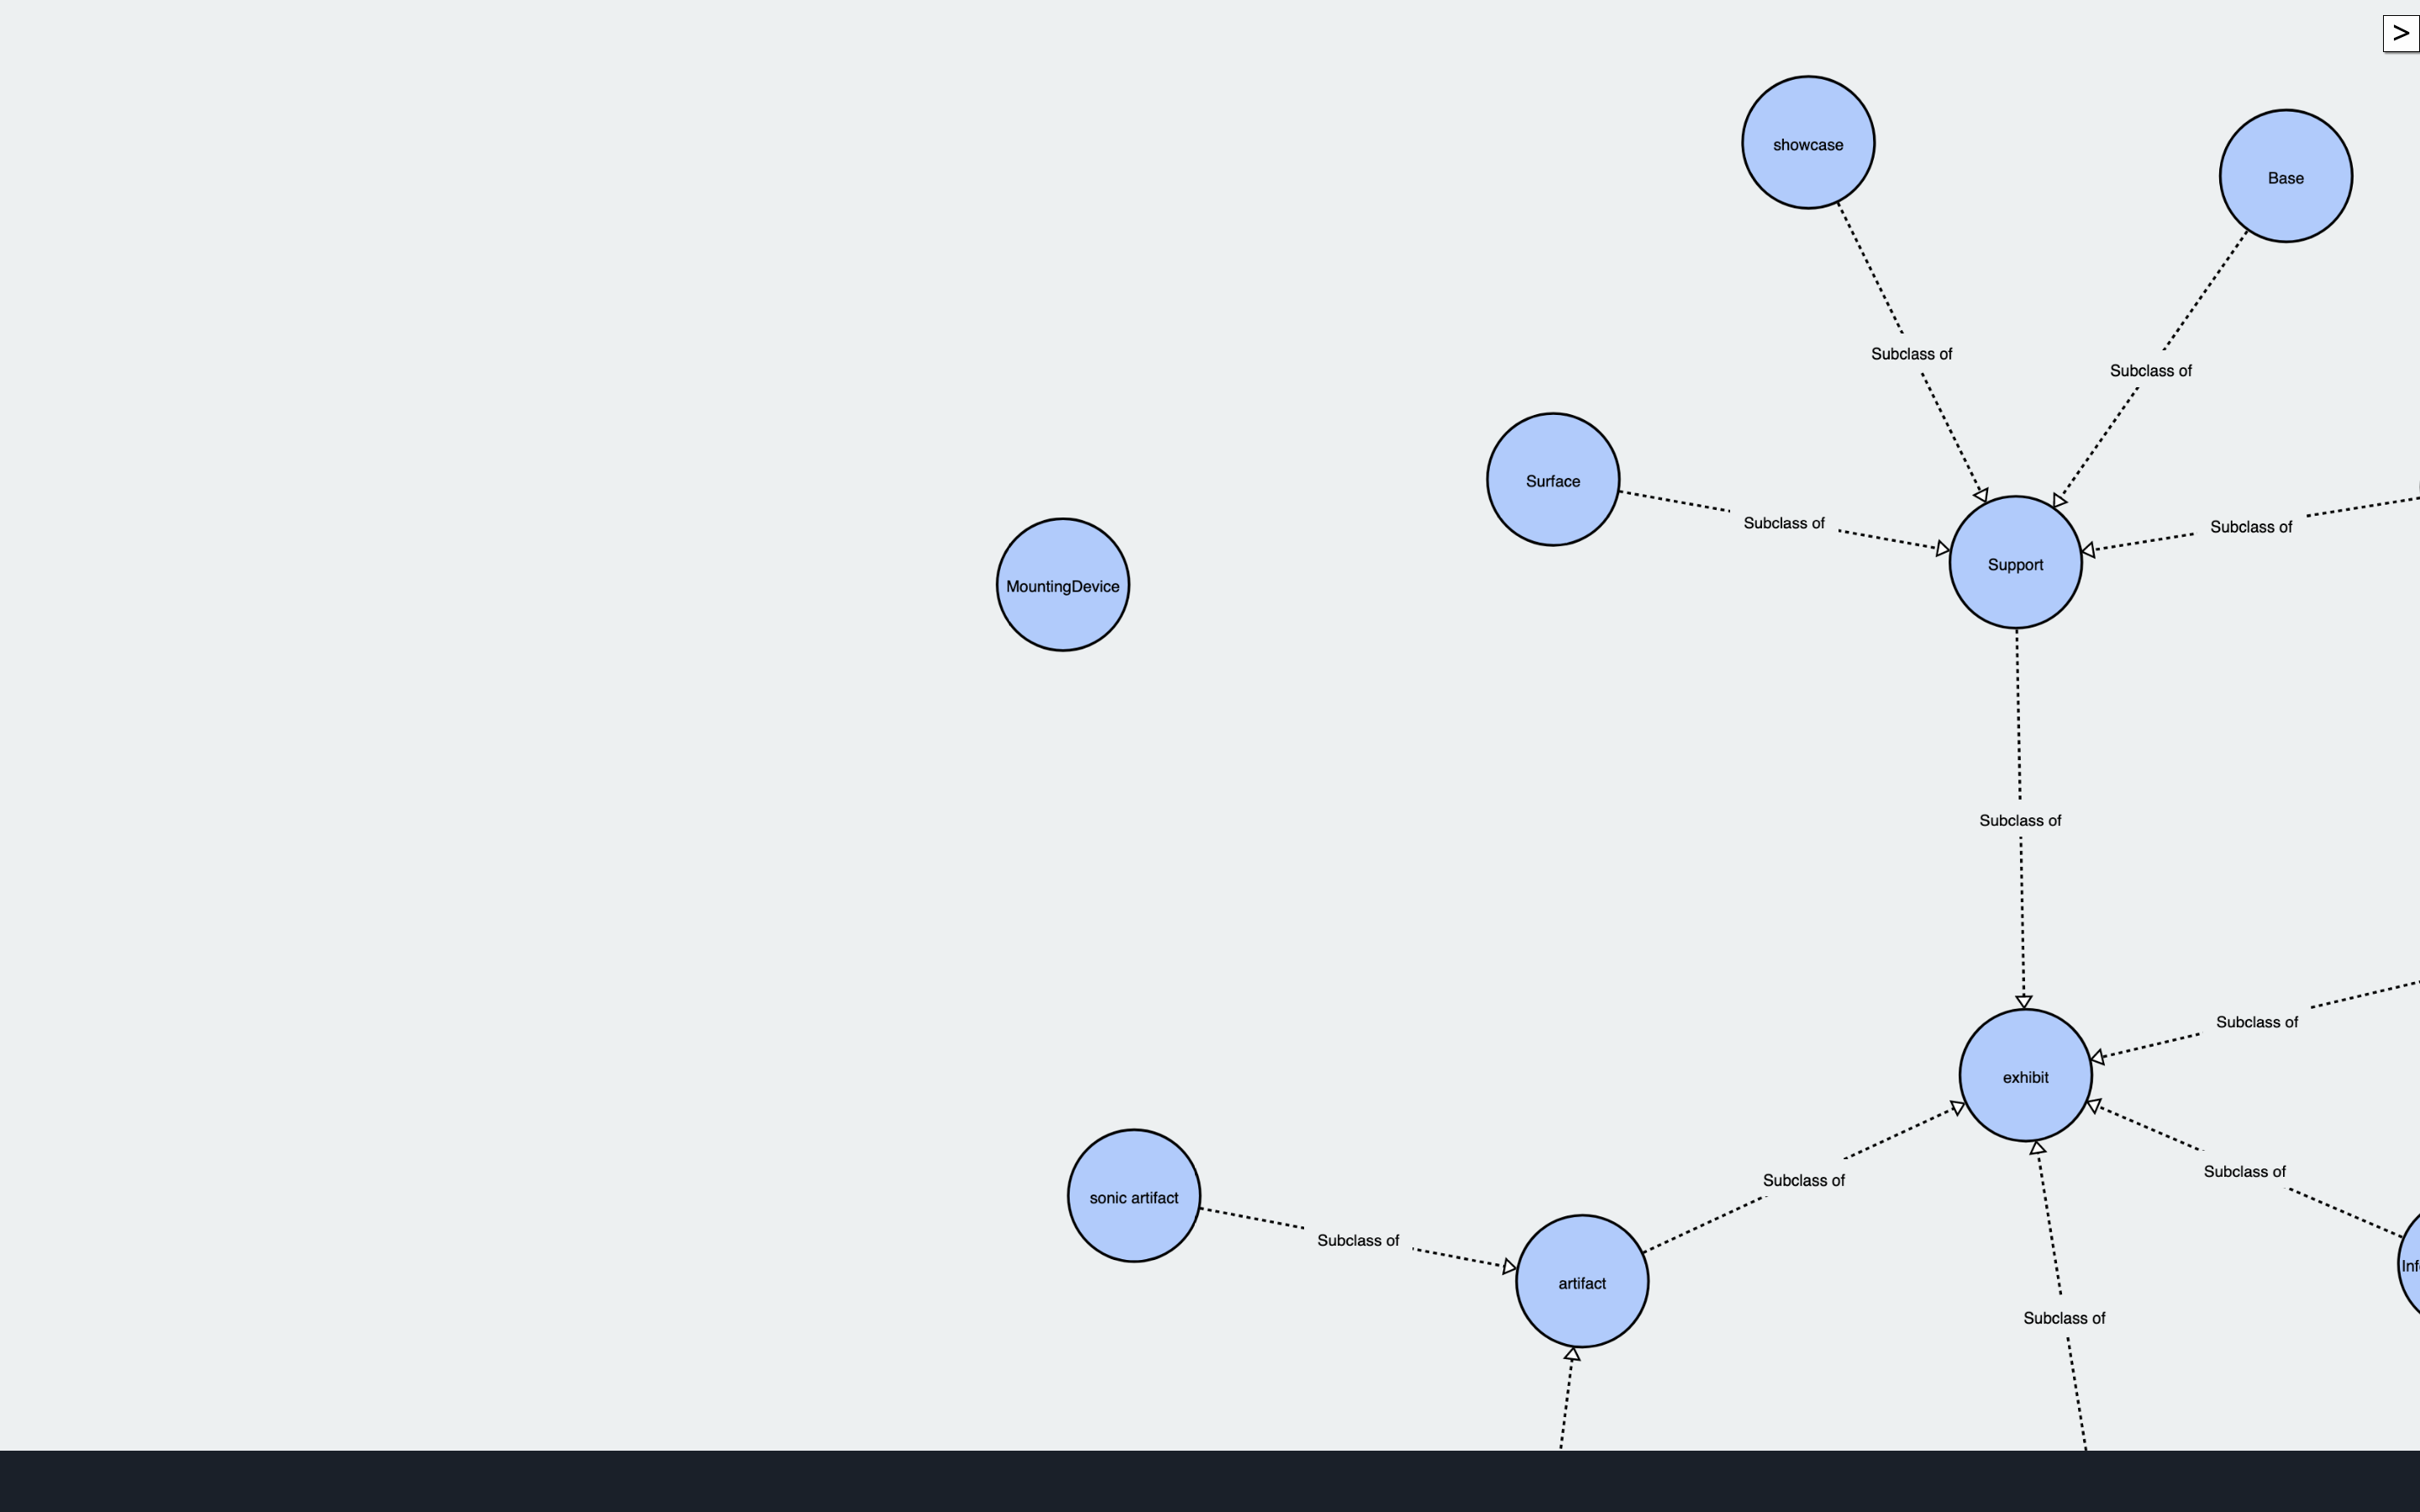 >
showcase
Base
Subclass of
Subclass of
Surface
Subclass of
Subclass of
Support
MountingDevice
Subclass of
Subclass of
exhibit
Subclass of
Subclass of
sonic artifact
Subclass of
artifact
Subclass of